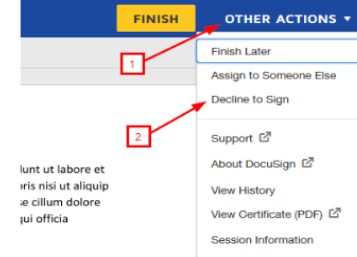 FINISH
OTHER ACTIONS
1
Finish Later
Assign to Someone Else
Decline to Sign
2
Support
About DocuSign
View History
View Certificate (PDF)
Session Information
lunt ut labore et
oris nisi ut aliquip
se cillum dolore
qui officia